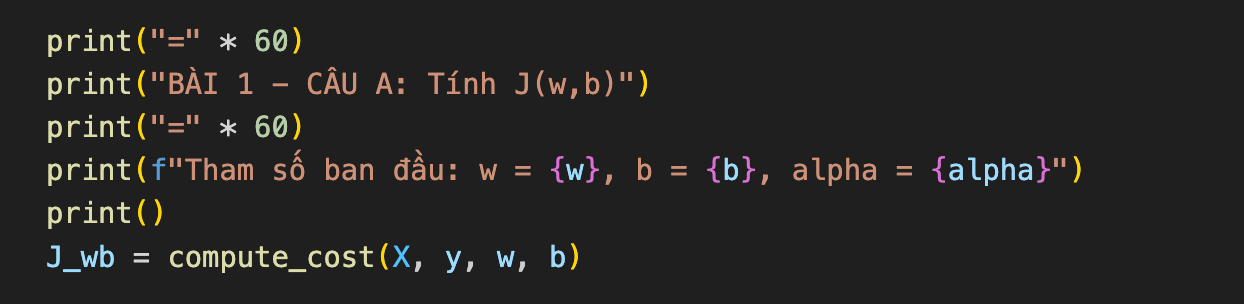 print("=" * 60)
print("BÀI 1 - CÂU A: Tính J(w,b)")
print("=" * 60)
print(f"Tham số ban đầu: w = {w}, b = {b}, alpha = {alpha}")
print()
J_wb = compute_cost(X, y, w, b)